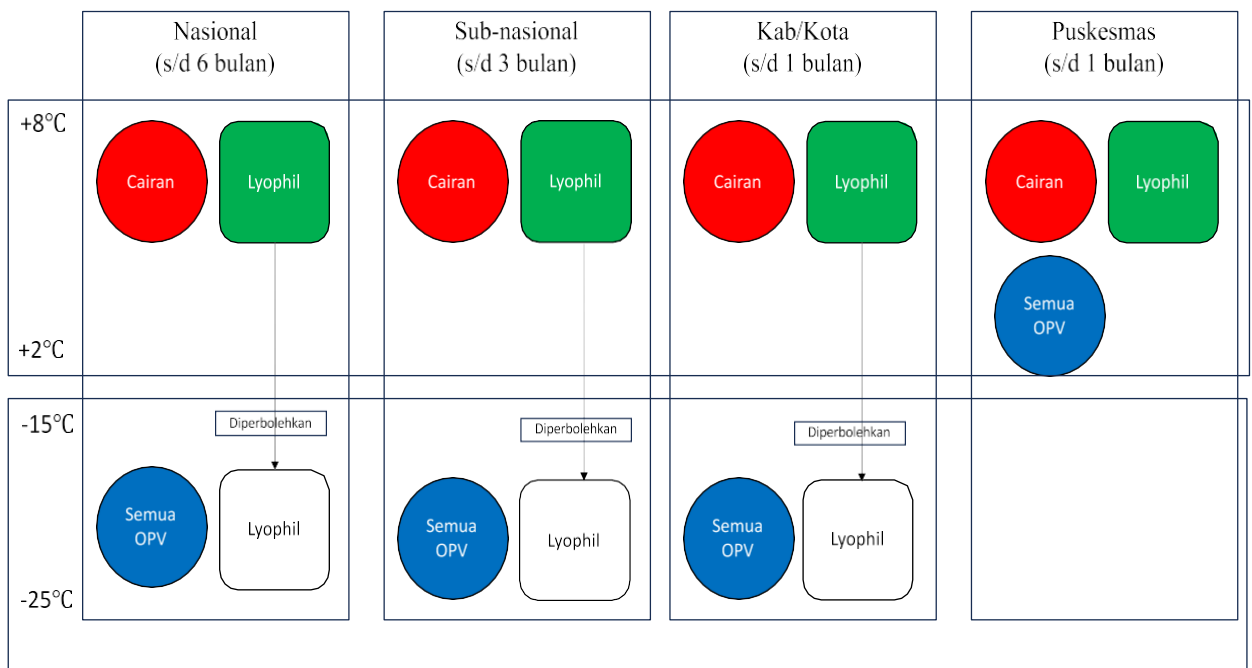 Nasional
(s/d 6 bulan)
Sub-nasional
(s/d 3 bulan)
Kab/Kota
(s/d 1 bulan)
Puskesmas
(s/d 1 bulan)
+8°C
Cairan
Lyophil
Cairan
Lyophil
Cairan
Lyophil
Cairan
Lyophil
Semua
OPV
+2°C
-15°C
Diperbolehkan
Diperbolehkan
Diperbolehkan
Semua
OPV
Lyophil
Semua
OPV
Lyophil
Semua
OPV
Lyophil
-25°C